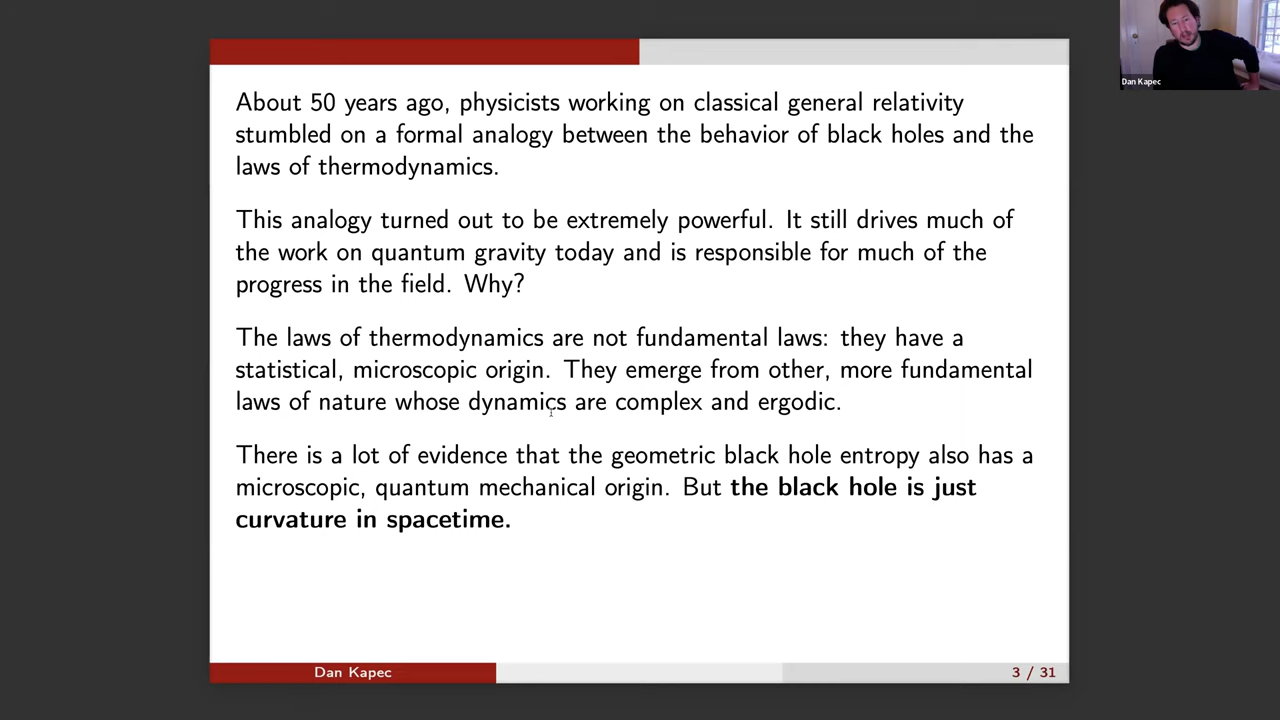 Dan Kapec
About 50 years ago, physicists working on classical general relativity
stumbled on a formal analogy between the behavior of black holes and the
laws of thermodynamics.
This analogy turned out to be extremely powerful. It still drives much of
the work on quantum gravity today and is responsible for much of the
progress in the field. Why?
The laws of thermodynamics are not fundamental laws: they have a
statistical, microscopic origin. They emerge from other, more fundamental
laws of nature whose dynamics are complex and ergodic.
There is a lot of evidence that the geometric black hole entropy also has a
microscopic, quantum mechanical origin. But the black hole is just
curvature in spacetime.
Dan Kapec
3 / 31